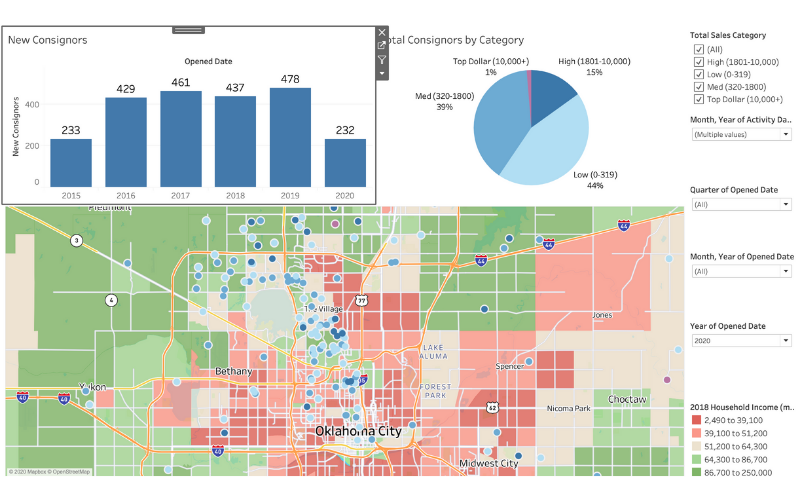 New Consignors
Opened Date
New Consignors
400
200
0
233
429
461
437
478
232
2015
2016
2017
2018
2019
2020
otal Consignors by Category
Top Dollar (10,000+)
1%
High (1801-10,000)
15%
Med (320-1800)
39%
Low (0-319)
44%
Total Sales Category
(All)
High (1801-10,000)
Low (0-319)
Med (320-1800)
Top Dollar (10,000+)
Month, Year of Activity Da..
(Multiple values)
Quarter of Opened Date
(All)
Month, Year of Opened Date
(All)
Year of Opened Date
2020
2018 Household Income (m..
2,490 to 39,100
39,100 to 51,200
51,200 to 64,300
64,300 to 86,700
86,700 to 250,000
Piedmont
3
44
44
44
4
77
The Village
Jones
LAKE
ALUMA
Bethany
Spencer
Yukon
FOREST
PARK
40
40
62
Nicoma Park
Choctaw
Oklahoma City
40
Midwest City
© 2020 Mapbox © OpenStreetMap